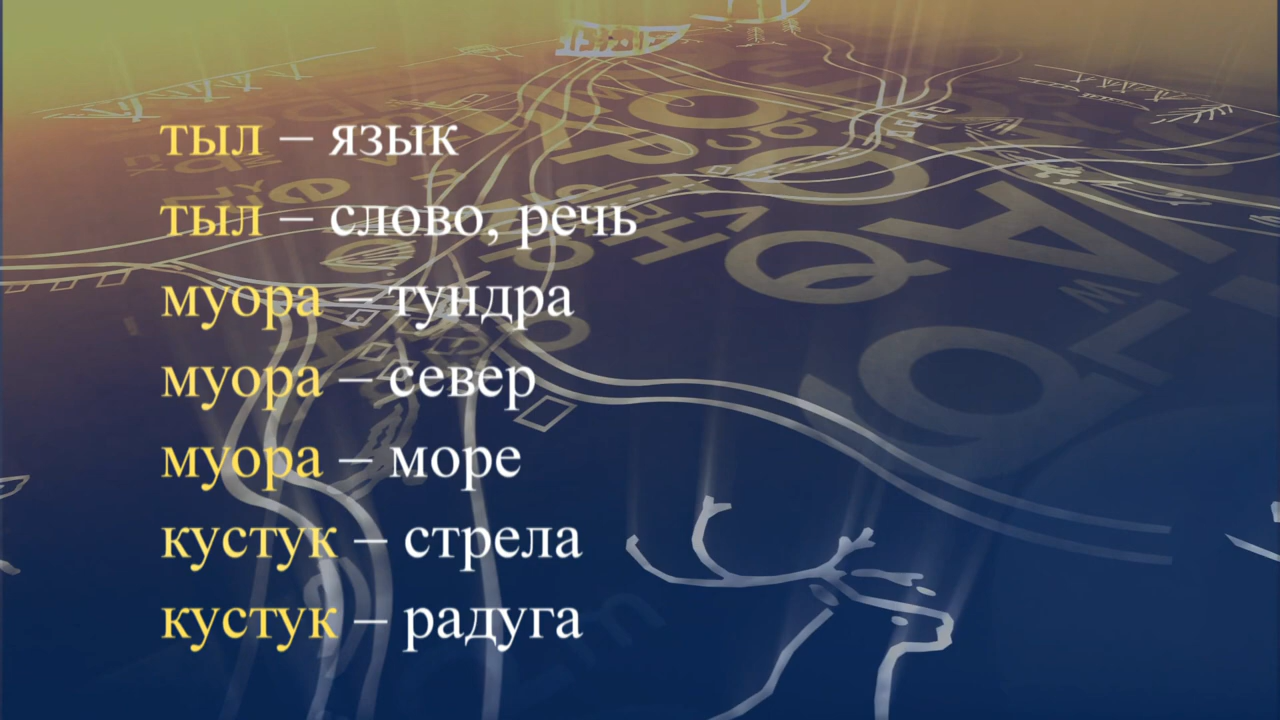 тыл – язык
тыл – слово, речь
муора – тундра
муора – север
муора – море
кустук – стрела
кустук – радуга